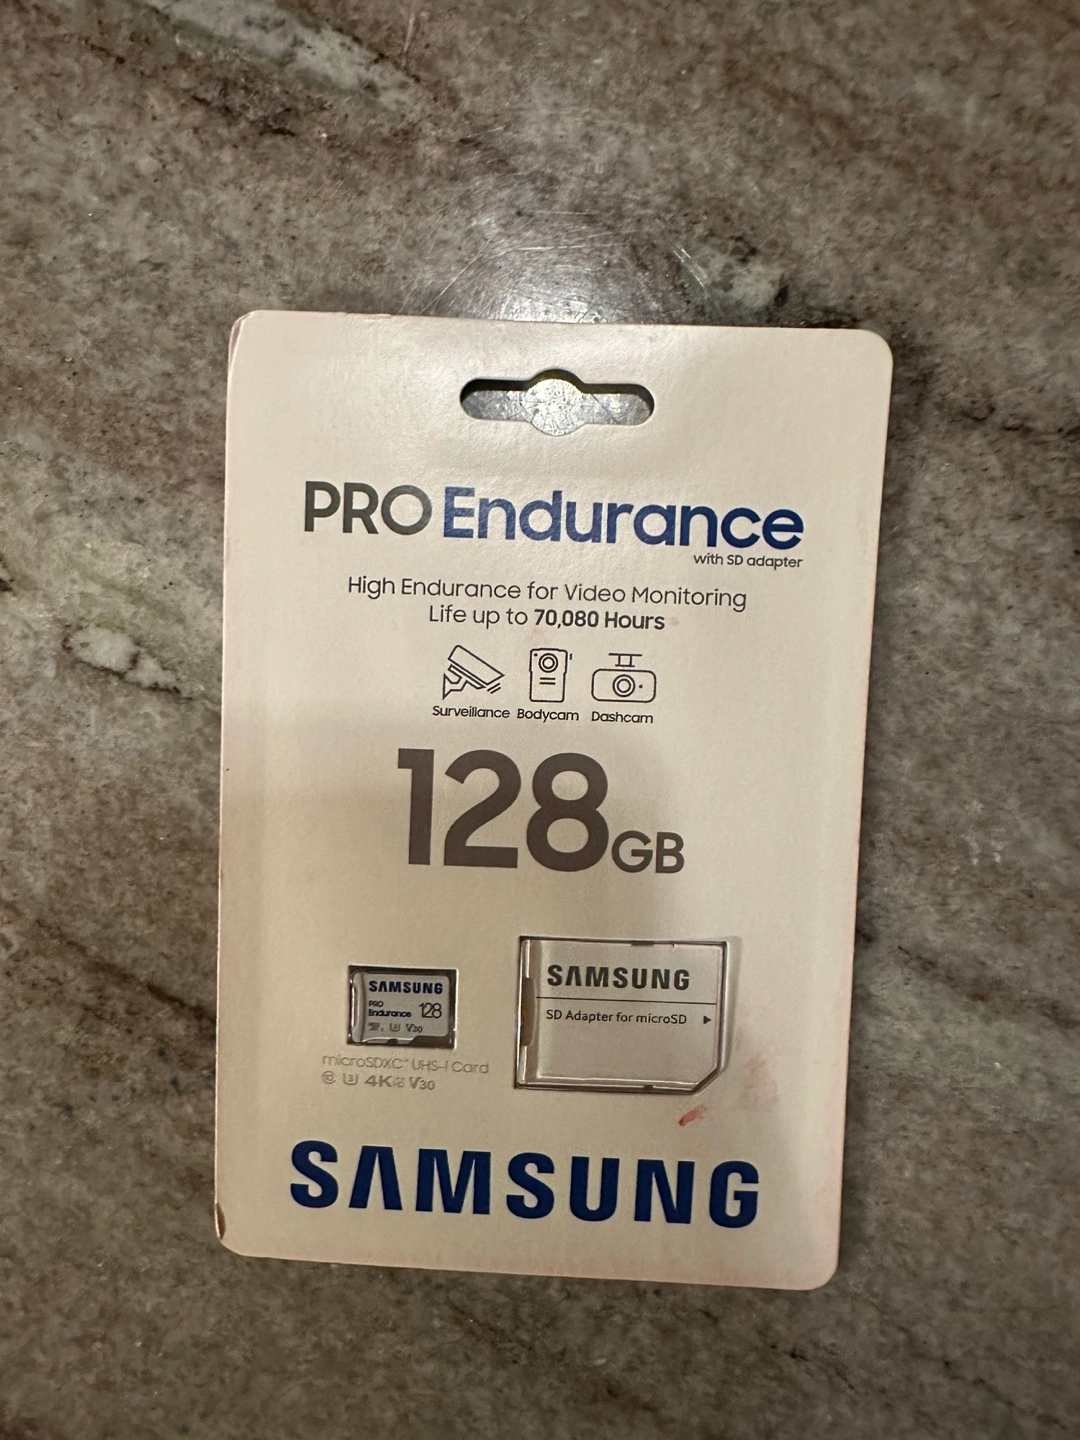 PRO Endurance
with SD adapter
High Endurance for Video Monitoring
Life up to 70,080 Hours
Surveillance Bodycam Dashcam
128GB
SAMSUNG
PRO
Endurance 128
V30
microSDXC™ UHS-I Card
4K V30
SAMSUNG
SD Adapter for microSD
SAMSUNG